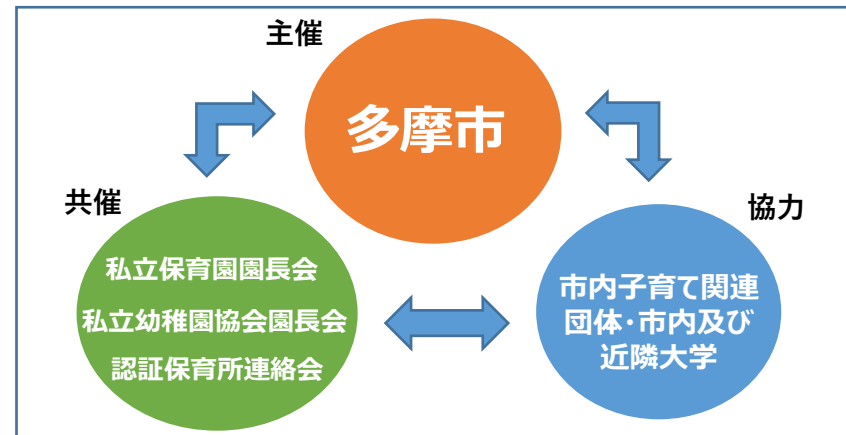 主催
多摩市
共催
私立保育園園長会
私立幼稚園協会園長会
認証保育所連絡会
協力
市内子育て関連
団体・市内及び
近隣大学